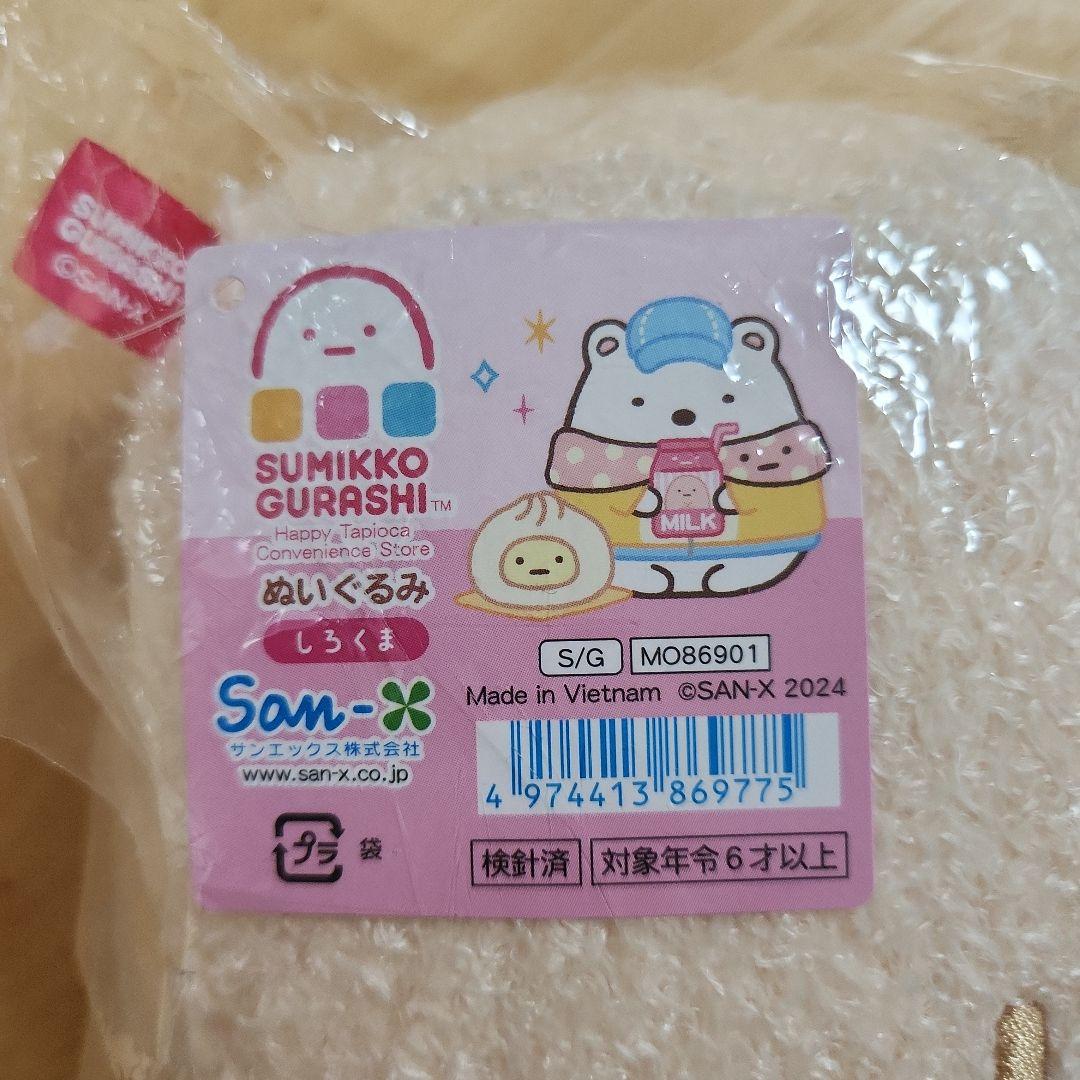 SUMIKKO
GURASHI
©SAN-X
SUMIKKO
GURASHI™
Happy Tapioca
Convenience Store
ぬいぐるみ
しろくま
San-X
サンエックス株式会社
www.san-x.co.jp
プラ 袋
MILK
S/G MO86901
Made in Vietnam ©SAN-X 2024
4 974413 869775
検針済 対象年令6才以上